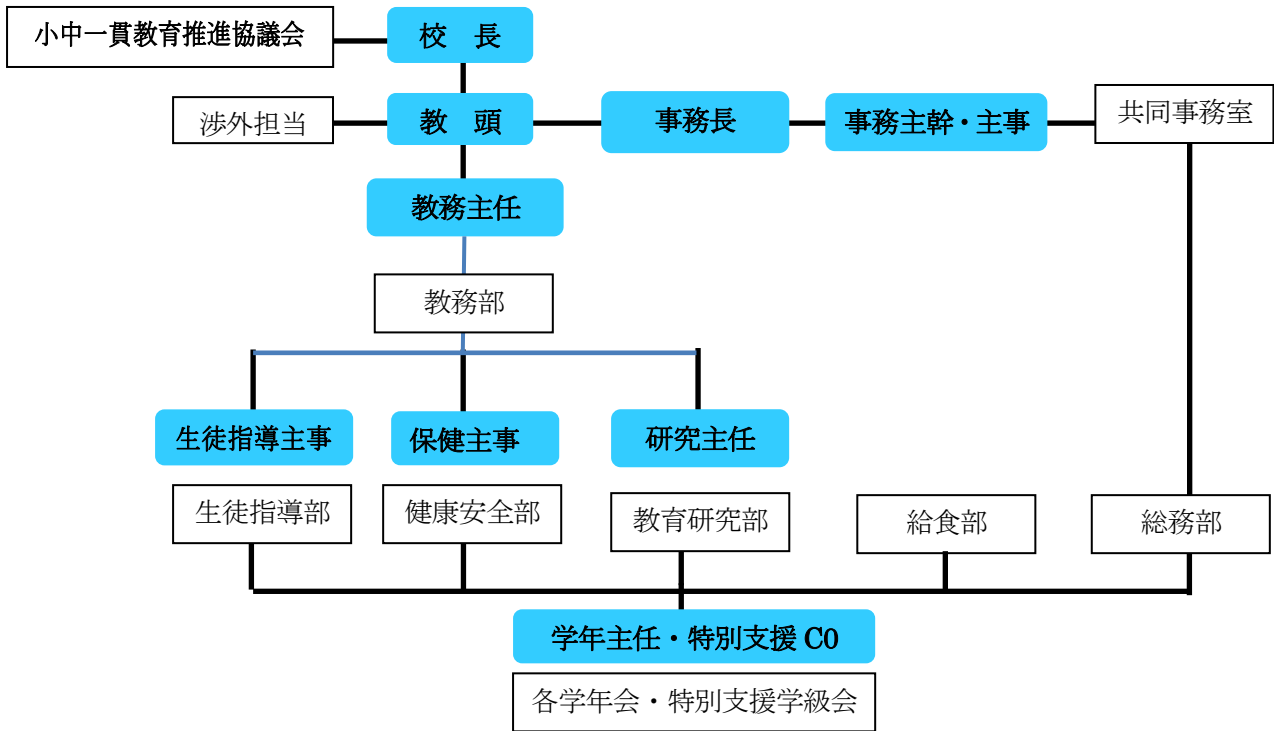 小中一貫教育推進協議会
校　長
渉外担当
教　頭
事務長
事務主幹・主事
共同事務室
教務主任
教務部
生徒指導主事
保健主事
研究主任
生徒指導部
健康安全部
教育研究部
給食部
総務部
学年主任・特別支援 C0
各学年会・特別支援学級会